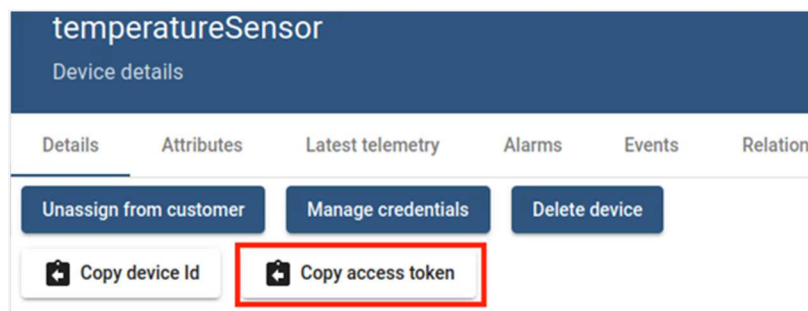 temperatureSensor
Device details
Details Attributes Latest telemetry Alarms Events Relation
Unassign from customer Manage credentials Delete device
Copy device Id Copy access token